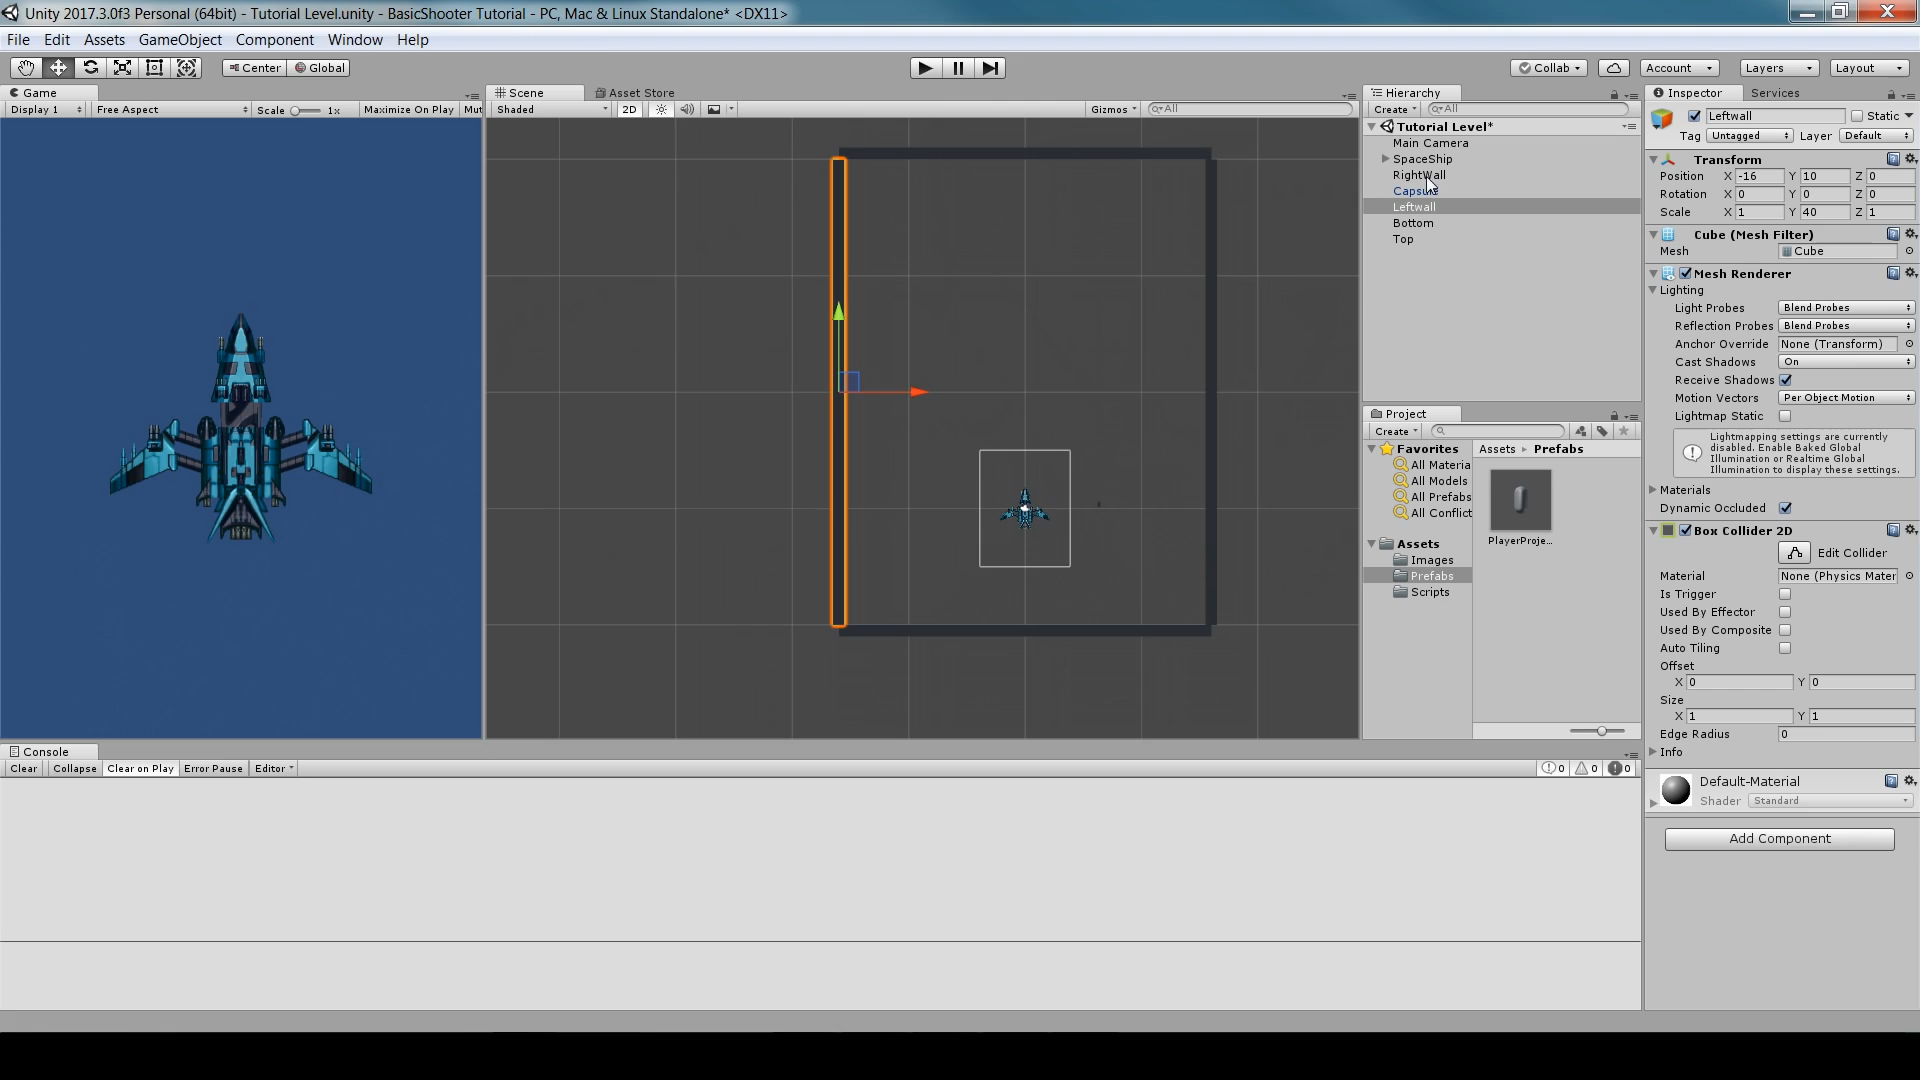 Unity 2017.3.0f3 Personal (64bit) - Tutorial Level.unity - BasicShooter Tutorial - PC, Mac & Linux Standalone* <DX11>
File Edit Assets GameObject Component Window Help
Center Global Collab Account Layers Layout
Game
Display 1 Free Aspect Scale 1x Maximize On Play Mut
Scene Asset Store
Shaded 2D Gizmos All
Hierarchy
Create All
Tutorial Level*
Main Camera
SpaceShip
RightWall
Capsule
Leftwall
Bottom
Top
Project
Create
Favorites
All Materia
All Models
All Prefabs
All Conflict
Assets
Images
Prefabs
Scripts
Assets Prefabs
PlayerProje...
Inspector Services
Leftwall Static
Tag Untagged Layer Default
Transform
Position X -16 Y 10 Z 0
Rotation X 0 Y 0 Z 0
Scale X 1 Y 40 Z 1
Cube (Mesh Filter)
Mesh Cube
Mesh Renderer
Lighting
Light Probes Blend Probes
Reflection Probes Blend Probes
Anchor Override None (Transform)
Cast Shadows On
Receive Shadows
Motion Vectors Per Object Motion
Lightmap Static
Lightmapping settings are currently
disabled. Enable Baked Global
Illumination or Realtime Global
Illumination to display these settings.
Materials
Dynamic Occluded
Box Collider 2D
Edit Collider
Material None (Physics Mater
Is Trigger
Used By Effector
Used By Composite
Auto Tiling
Offset
X 0 Y 0
Size
X 1 Y 1
Edge Radius 0
Info
Default-Material
Shader Standard
Add Component
Console
Clear Collapse Clear on Play Error Pause Editor 0 0 0